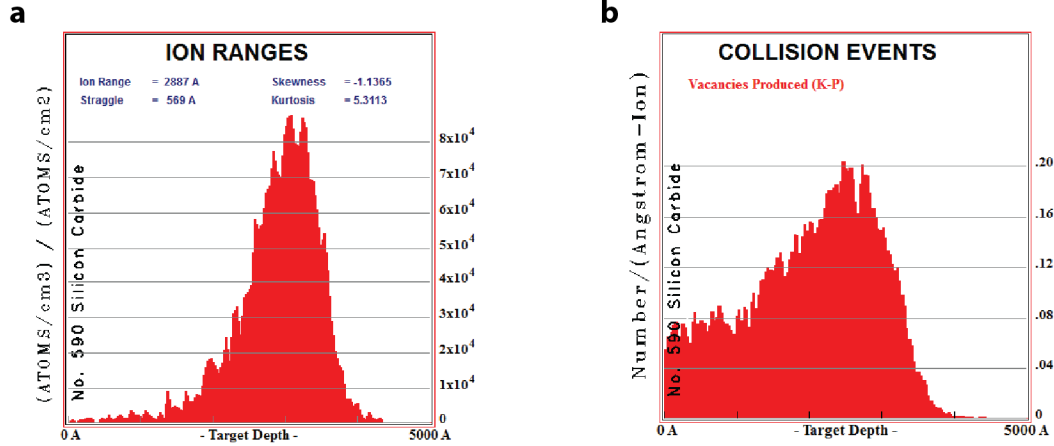 a
ION RANGES
Ion Range = 2887 A Skewness = -1.1365
Straggle = 569 A Kurtosis = 5.3113
(ATOMS/cm3) / (ATOMS/cm2)
No. 590 Silicon Carbide
8x10⁴
7x10⁴
6x10⁴
5x10⁴
4x10⁴
3x10⁴
2x10⁴
1x10⁴
0
0 A - Target Depth - 5000 A
b
COLLISION EVENTS
Vacancies Produced (K-P)
Number/(Angstrom-Ion)
No. 590 Silicon Carbide
.20
.16
.12
.08
.04
0
0 A - Target Depth - 5000 A